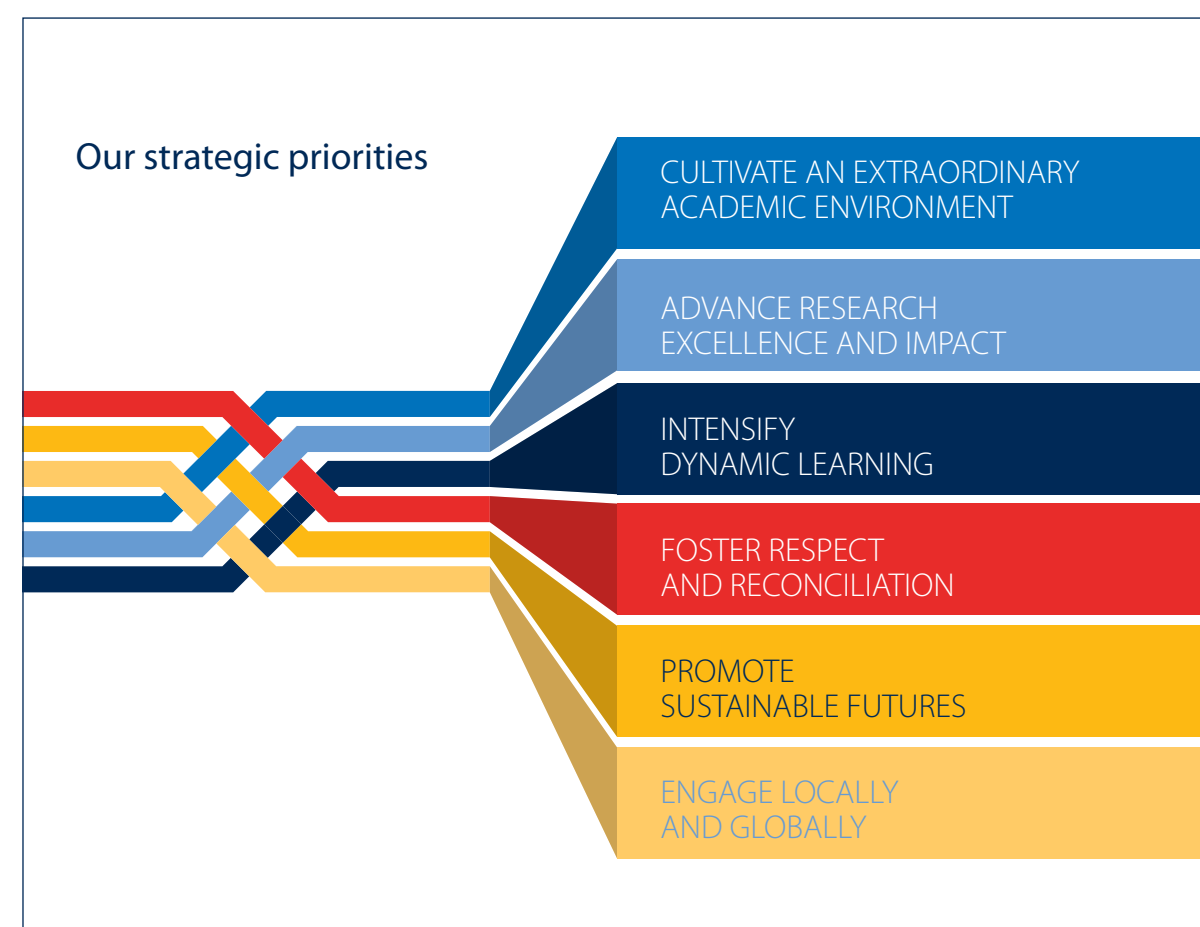 Our strategic priorities
CULTIVATE AN EXTRAORDINARY
ACADEMIC ENVIRONMENT
ADVANCE RESEARCH
EXCELLENCE AND IMPACT
INTENSIFY
DYNAMIC LEARNING
FOSTER RESPECT
AND RECONCILIATION
PROMOTE
SUSTAINABLE FUTURES
ENGAGE LOCALLY
AND GLOBALLY